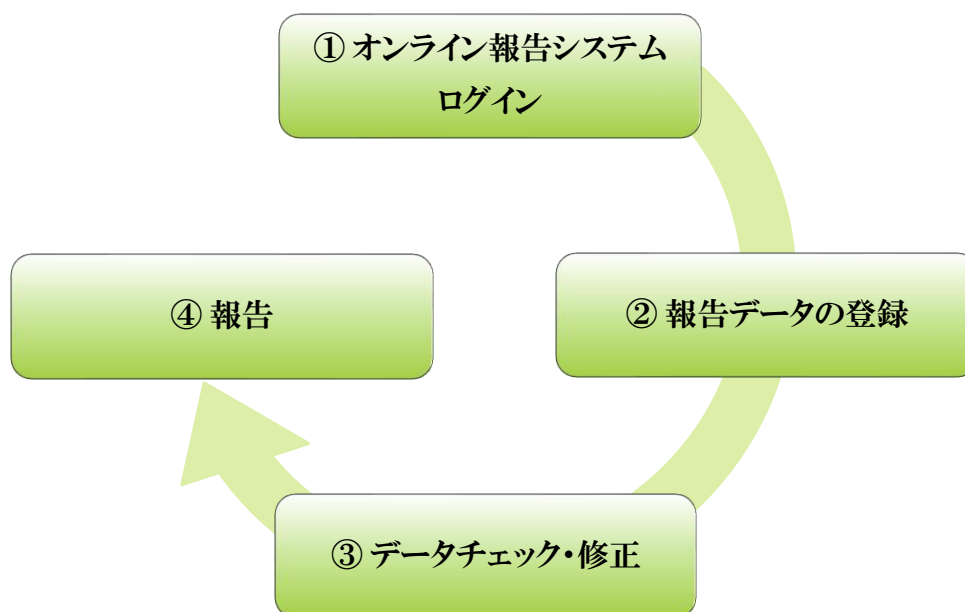 ① オンライン報告システム
ログイン
② 報告データの登録
③ データチェック・修正
④ 報告